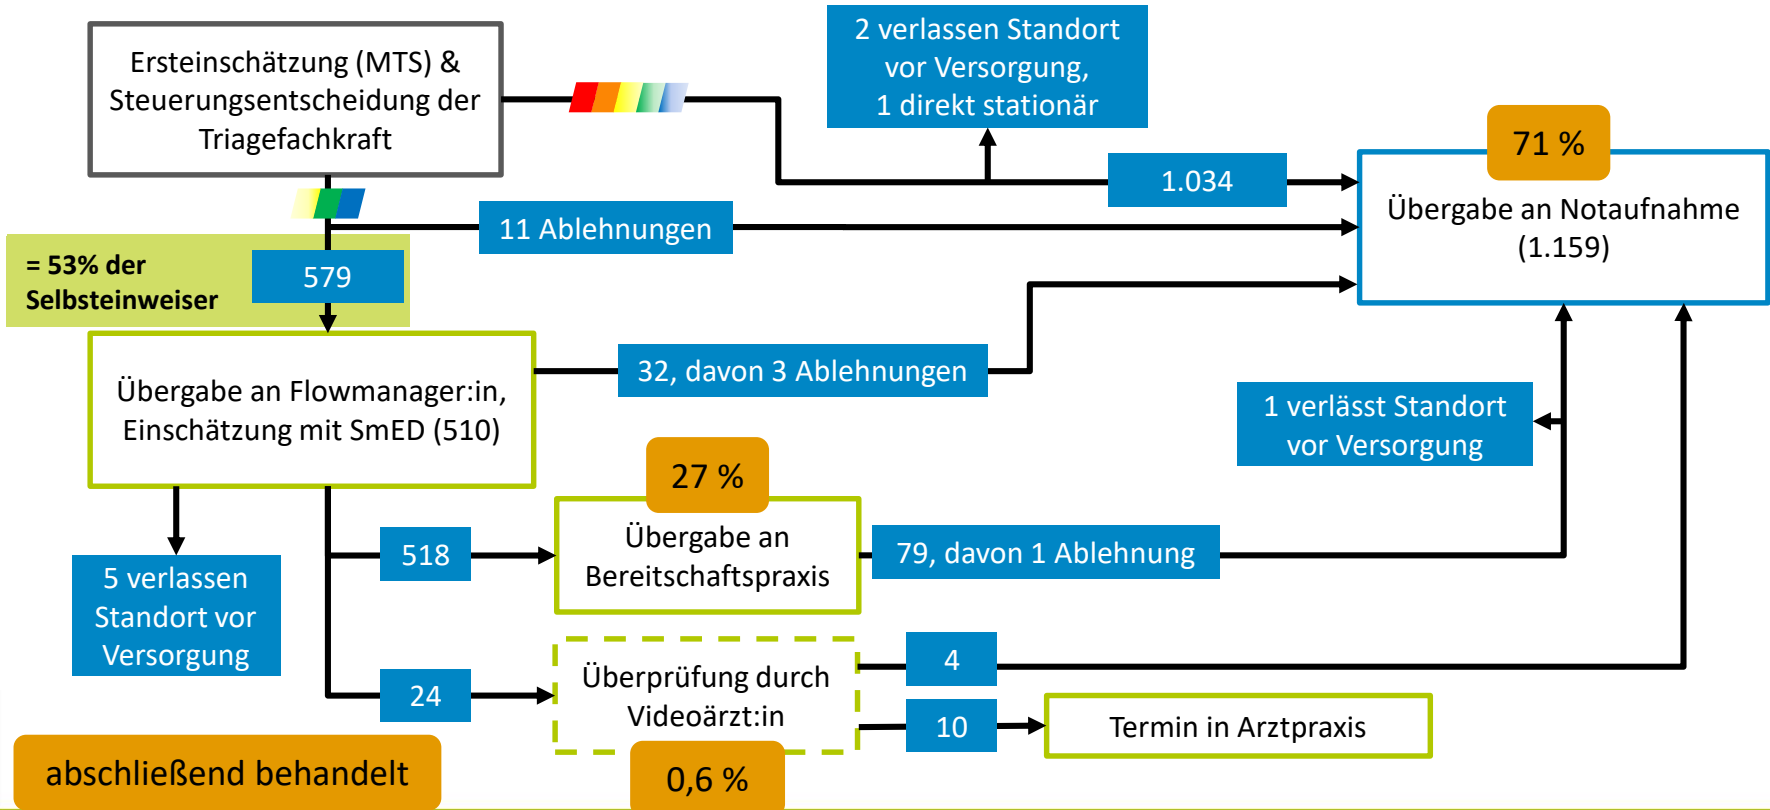 Ersteinschätzung (MTS) &
Steuerungsentscheidung der
Triagefachkraft
2 verlassen Standort
vor Versorgung,
1 direkt stationär
71 %
1.034
Übergabe an Notaufnahme
(1.159)
11 Ablehnungen
= 53% der
Selbsteinweiser
579
32, davon 3 Ablehnungen
Übergabe an Flowmanager:in,
Einschätzung mit SmED (510)
1 verlässt Standort
vor Versorgung
27 %
518
Übergabe an
Bereitschaftspraxis
79, davon 1 Ablehnung
5 verlassen
Standort vor
Versorgung
24
Überprüfung durch
Videoärzt:in
4
10
Termin in Arztpraxis
abschließend behandelt
0,6 %